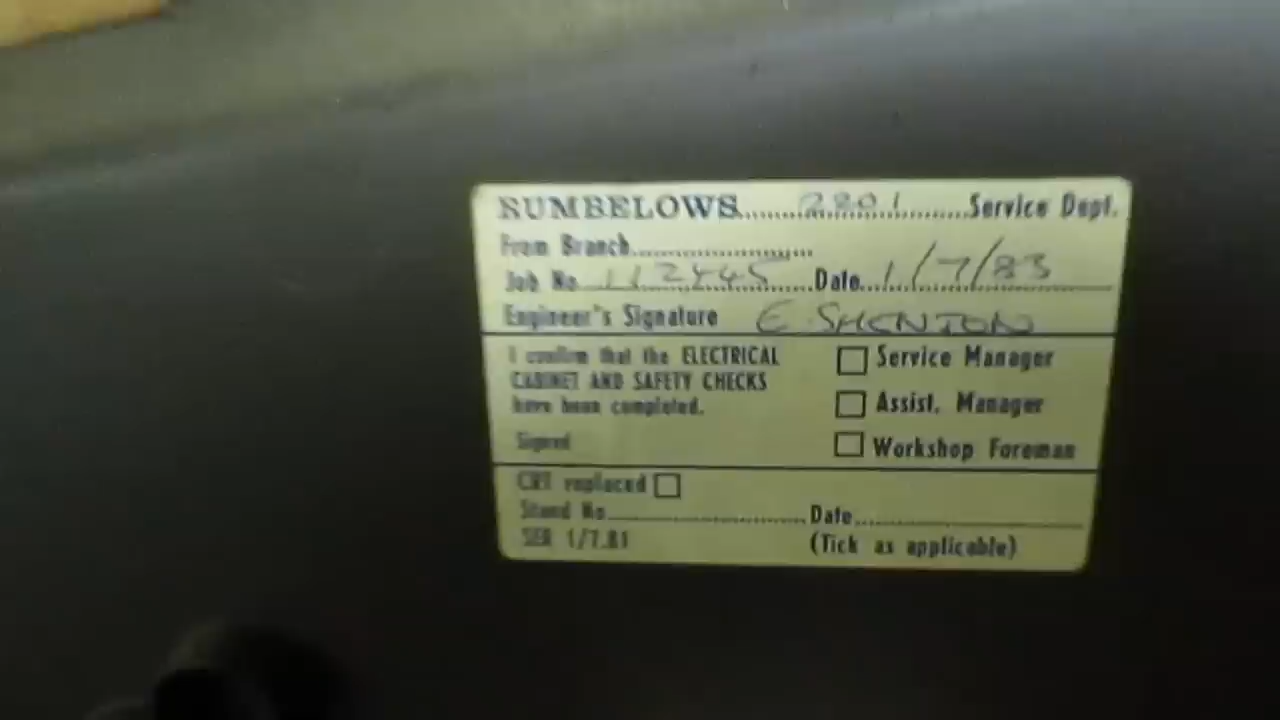 RUMBELOWS........2801........Service Dept.
From Branch........................
Job No...112445.......Date...1/7/83
Engineer's Signature E SHENTON
I confirm that the ELECTRICAL
CABINET AND SAFETY CHECKS
have been completed.
Signed
☐ Service Manager
☐ Assist. Manager
☐ Workshop Foreman
CRT replaced ☐
Stand No........................Date........................
SER 1/7.81 (Tick as applicable)